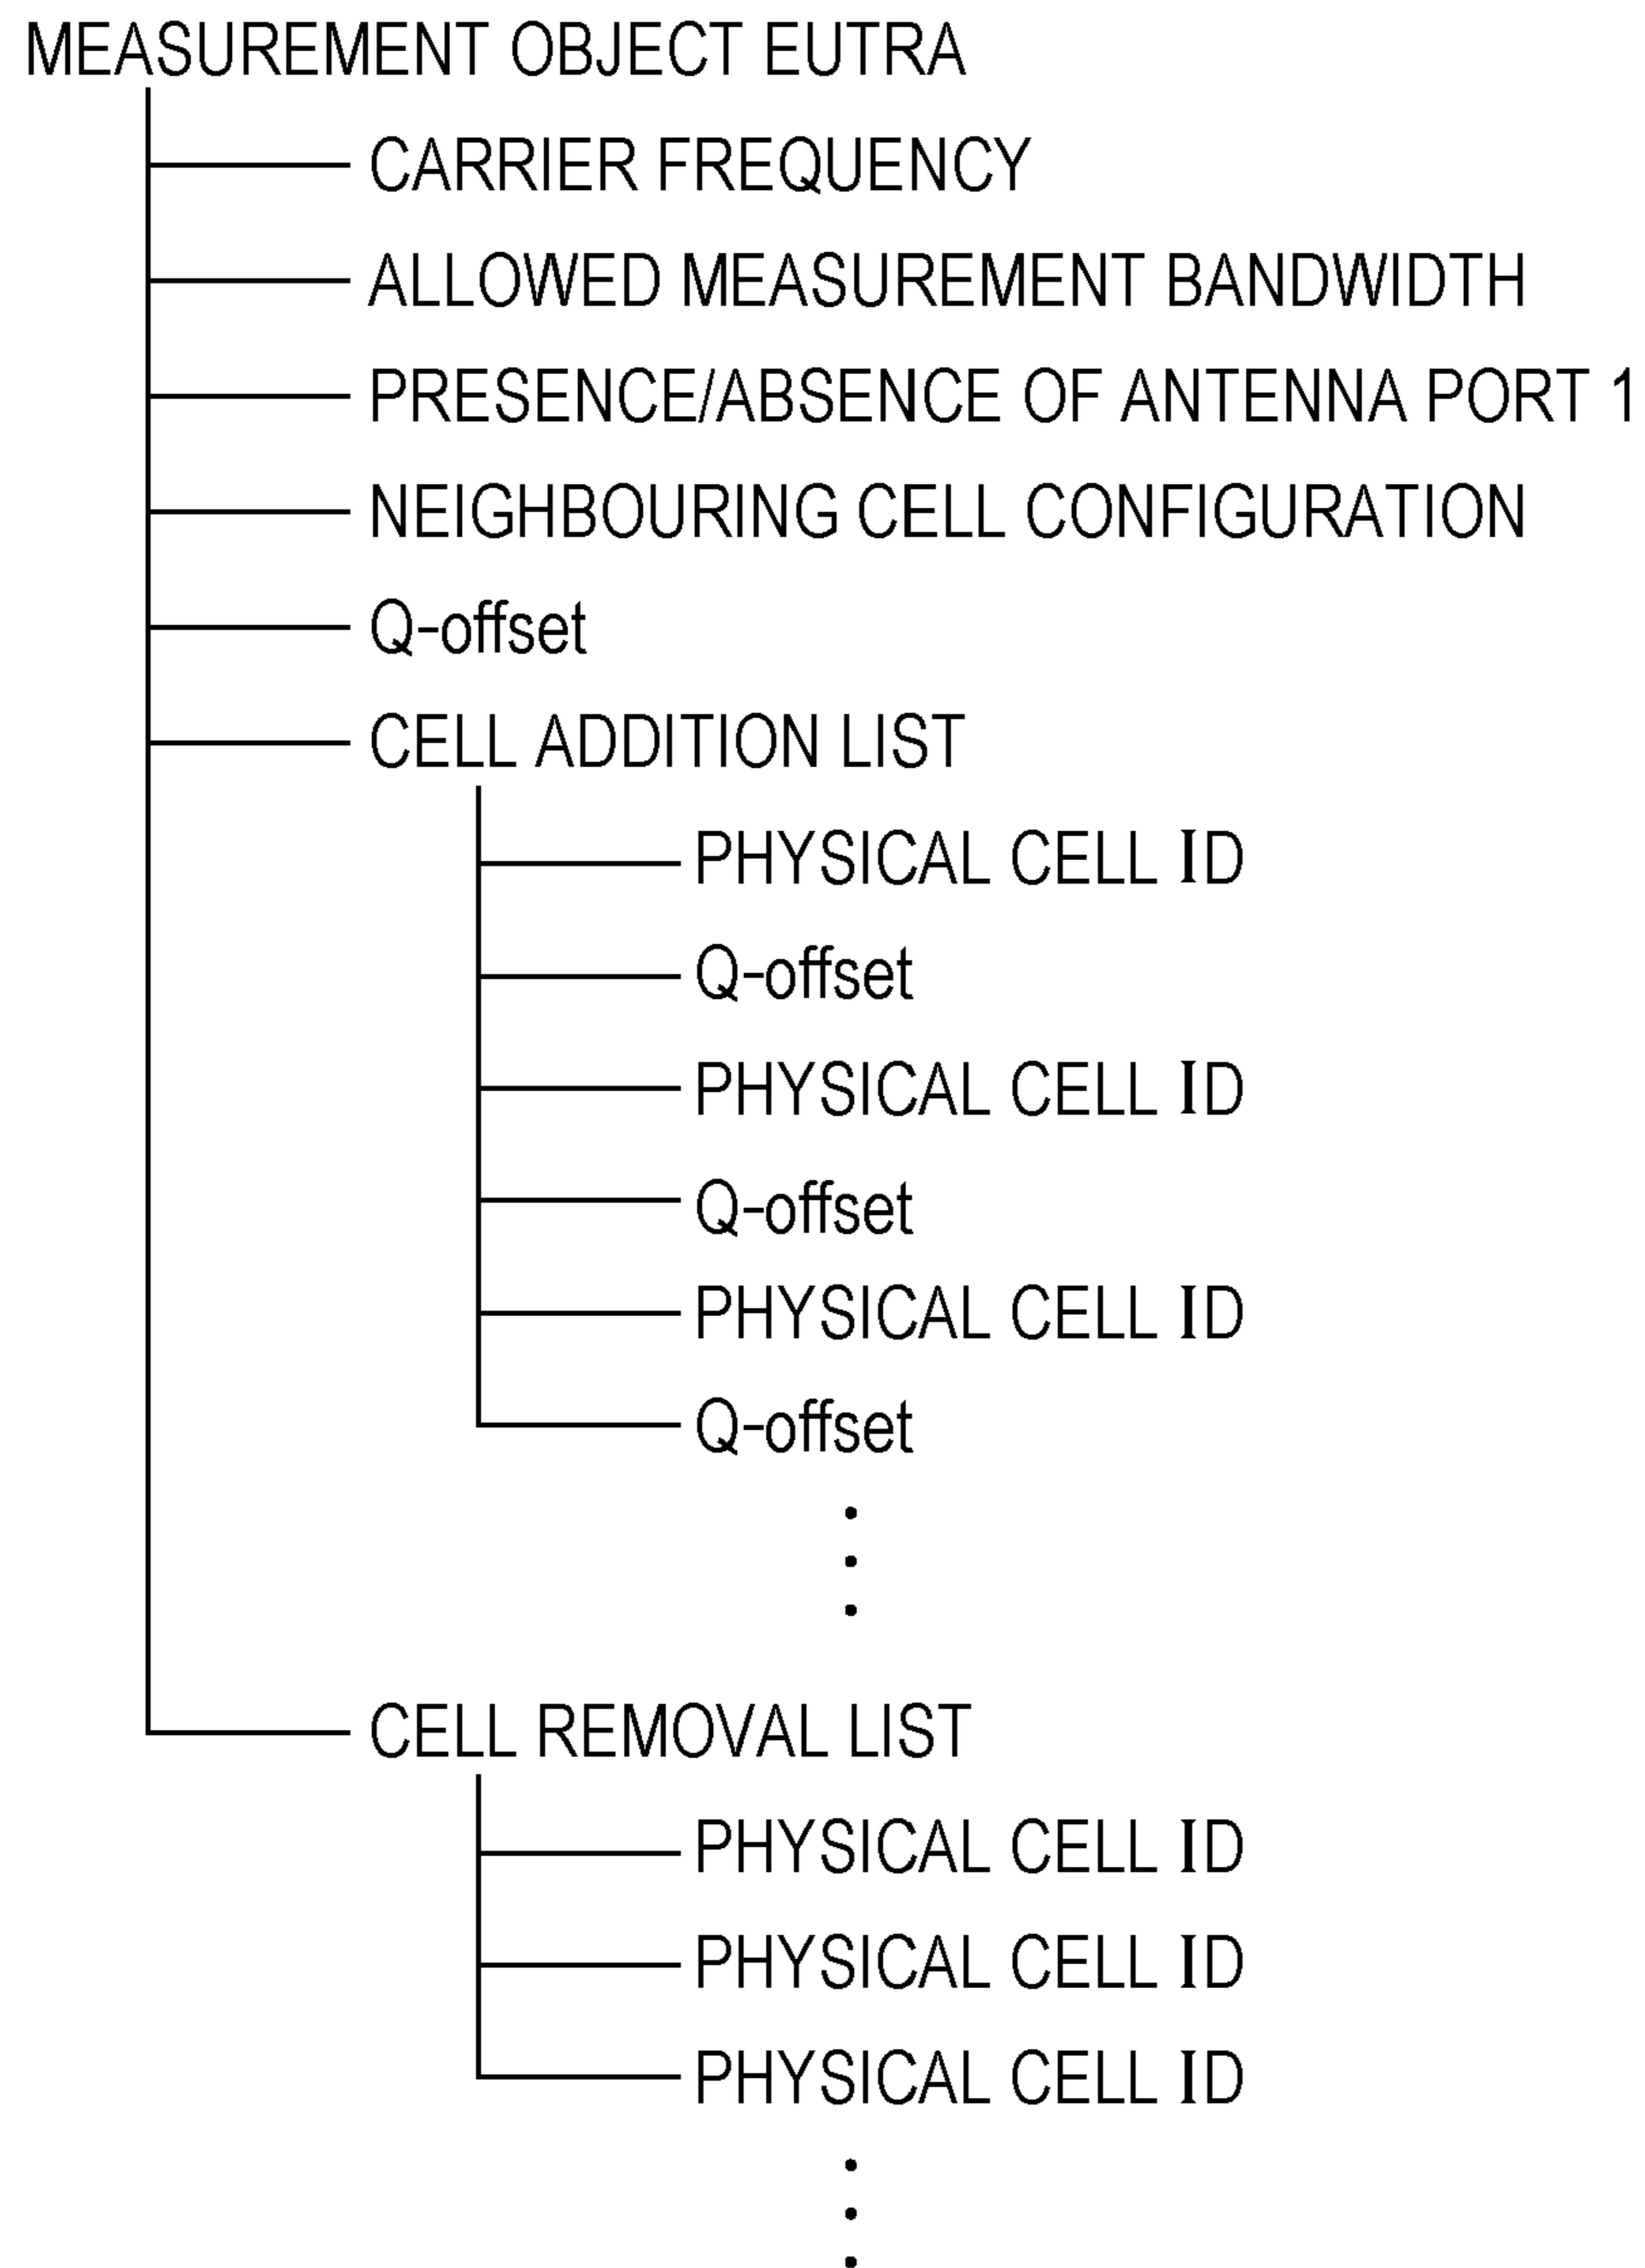 MEASUREMENT OBJECT EUTRA
CARRIER FREQUENCY
ALLOWED MEASUREMENT BANDWIDTH
PRESENCE/ABSENCE OF ANTENNA PORT 1
NEIGHBOURING CELL CONFIGURATION
Q-offset
CELL ADDITION LIST
PHYSICAL CELL ID
Q-offset
PHYSICAL CELL ID
Q-offset
PHYSICAL CELL ID
Q-offset
CELL REMOVAL LIST
PHYSICAL CELL ID
PHYSICAL CELL ID
PHYSICAL CELL ID